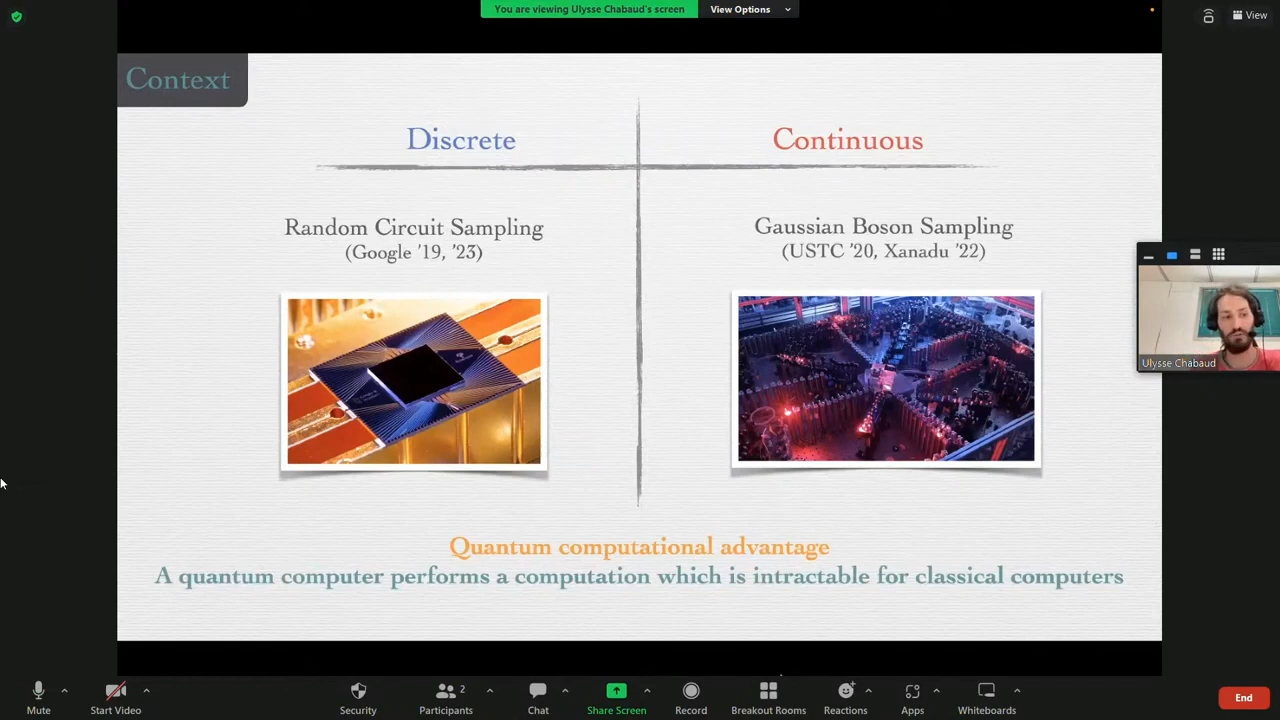 You are viewing Ulysse Chabaud's screen
View Options
View
Context
Discrete
Continuous
Random Circuit Sampling
(Google '19, '23)
Gaussian Boson Sampling
(USTC '20, Xanadu '22)
Ulysse Chabaud
Quantum computational advantage
A quantum computer performs a computation which is intractable for classical computers
Mute
Start Video
Security
Participants
2
Chat
Share Screen
Record
Breakout Rooms
Reactions
Apps
Whiteboards
End